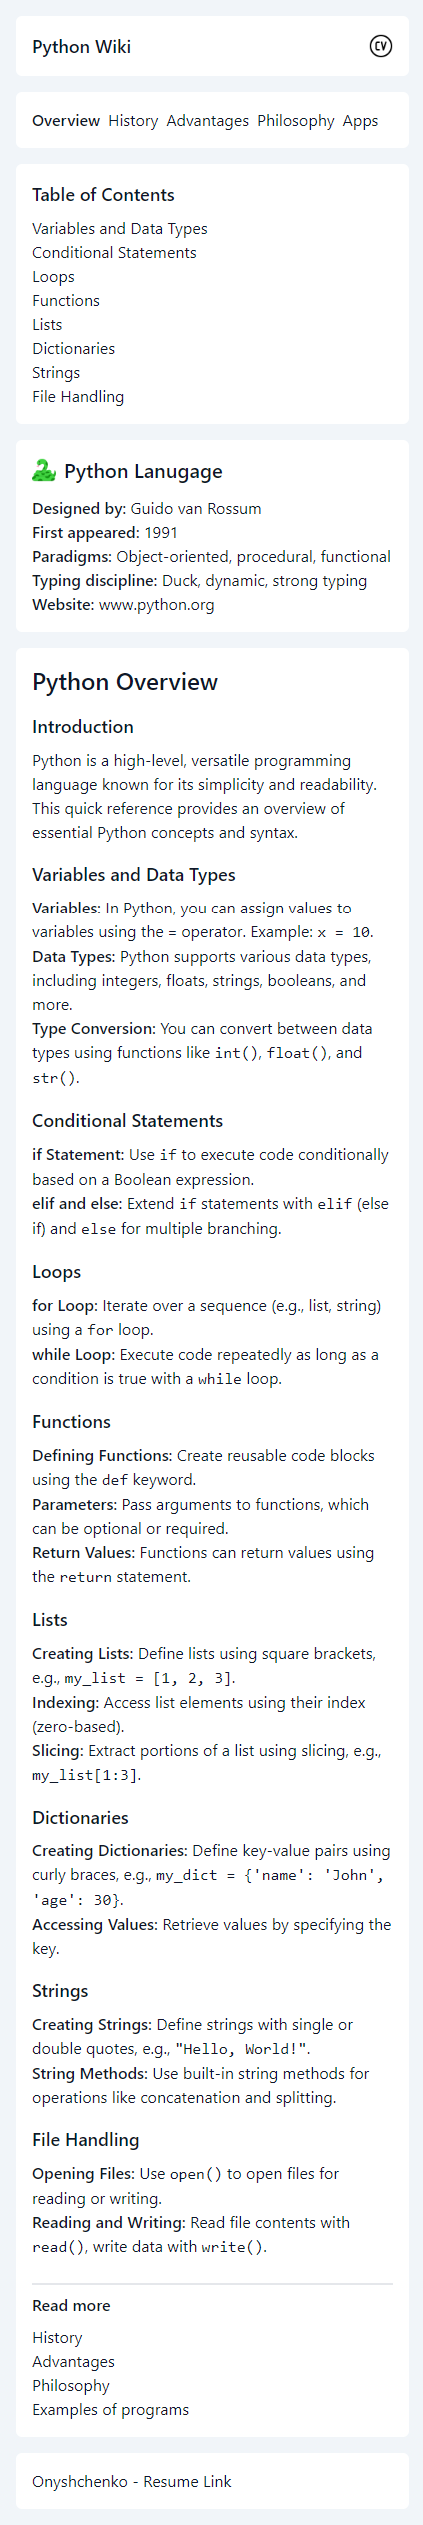 Python Wiki
CV
Overview History Advantages Philosophy Apps
Table of Contents
Variables and Data Types
Conditional Statements
Loops
Functions
Lists
Dictionaries
Strings
File Handling
Python Lanugage
Designed by: Guido van Rossum
First appeared: 1991
Paradigms: Object-oriented, procedural, functional
Typing discipline: Duck, dynamic, strong typing
Website: www.python.org
Python Overview
Introduction
Python is a high-level, versatile programming
language known for its simplicity and readability.
This quick reference provides an overview of
essential Python concepts and syntax.
Variables and Data Types
Variables: In Python, you can assign values to
variables using the = operator. Example: x = 10.
Data Types: Python supports various data types,
including integers, floats, strings, booleans, and
more.
Type Conversion: You can convert between data
types using functions like int(), float(), and
str().
Conditional Statements
if Statement: Use if to execute code conditionally
based on a Boolean expression.
elif and else: Extend if statements with elif (else
if) and else for multiple branching.
Loops
for Loop: Iterate over a sequence (e.g., list, string)
using a for loop.
while Loop: Execute code repeatedly as long as a
condition is true with a while loop.
Functions
Defining Functions: Create reusable code blocks
using the def keyword.
Parameters: Pass arguments to functions, which
can be optional or required.
Return Values: Functions can return values using
the return statement.
Lists
Creating Lists: Define lists using square brackets,
e.g., my_list = [1, 2, 3].
Indexing: Access list elements using their index
(zero-based).
Slicing: Extract portions of a list using slicing, e.g.,
my_list[1:3].
Dictionaries
Creating Dictionaries: Define key-value pairs using
curly braces, e.g., my_dict = {'name': 'John',
'age': 30}.
Accessing Values: Retrieve values by specifying the
key.
Strings
Creating Strings: Define strings with single or
double quotes, e.g., "Hello, World!".
String Methods: Use built-in string methods for
operations like concatenation and splitting.
File Handling
Opening Files: Use open() to open files for
reading or writing.
Reading and Writing: Read file contents with
read(), write data with write().
Read more
History
Advantages
Philosophy
Examples of programs
Onyshchenko - Resume Link